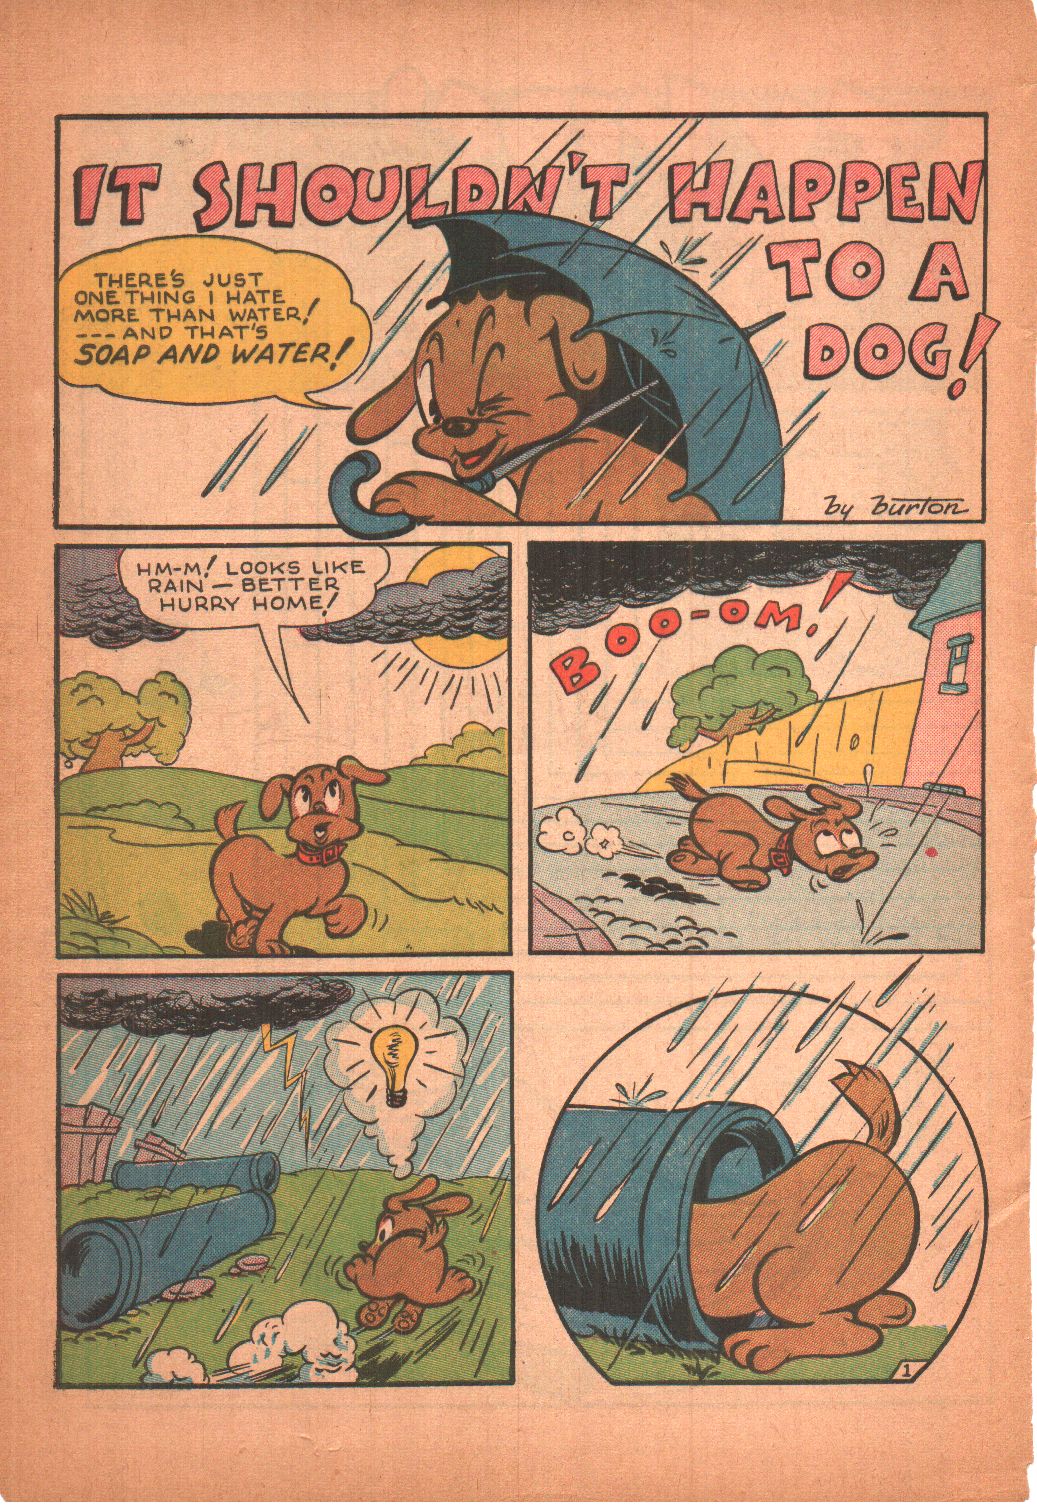 IT SHOULDN'T HAPPEN
TO A
DOG!
THERE'S JUST
ONE THING I HATE
MORE THAN WATER!
---AND THAT'S
SOAP AND WATER!
by Burton
HM-M! LOOKS LIKE
RAIN — BETTER
HURRY HOME!
BOO-OM!
1